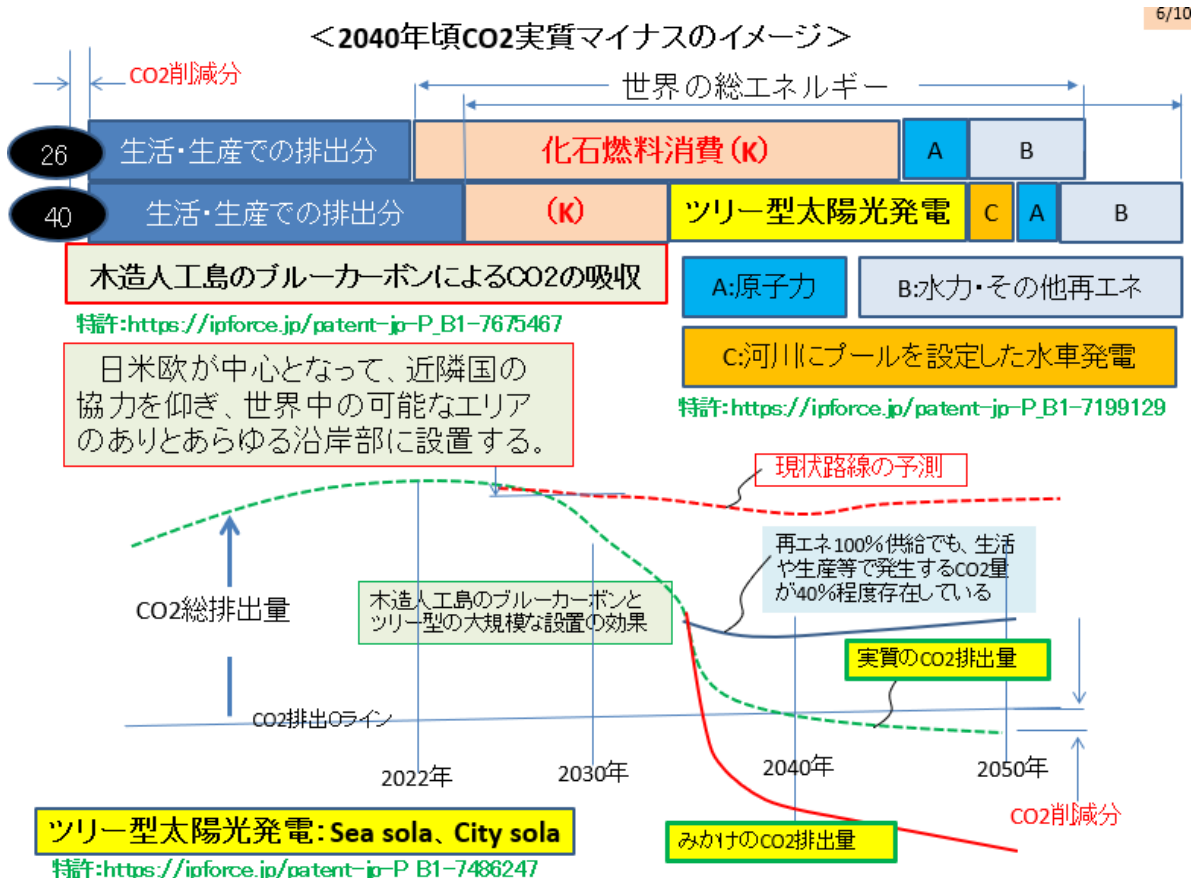 6/10
＜2040年頃CO2実質マイナスのイメージ＞
CO2削減分
世界の総エネルギー
26
生活・生産での排出分
化石燃料消費（K）
A
B
40
生活・生産での排出分
（K）
ツリー型太陽光発電
C
A
B
木造人工島のブルーカーボンによるCO2の吸収
A:原子力
B:水力・その他再エネ
特許:https://ipforce.jp/patent-jp-P_B1-7675467
C:河川にプールを設定した水車発電
特許:https://ipforce.jp/patent-jp-P_B1-7199129
日米欧が中心となって、近隣国の
協力を仰ぎ、世界中の可能なエリア
のありとあらゆる沿岸部に設置する。
現状路線の予測
再エネ100%供給でも、生活
や生産等で発生するCO2量
が40%程度存在している
CO2総排出量
木造人工島のブルーカーボンと
ツリー型の大規模な設置の効果
実質のCO2排出量
CO2排出0ライン
2022年
2030年
2040年
2050年
CO2削減分
ツリー型太陽光発電：Sea sola、City sola
みかけのCO2排出量
特許:https://ipforce.jp/patent-jp-P_B1-7486247